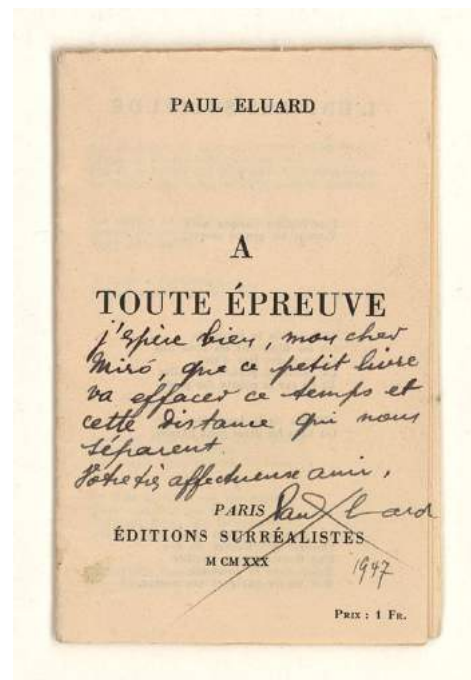 PAUL ELUARD
A
TOUTE ÉPREUVE
j'espère bien, mon cher
Miró, que ce petit livre
va effacer ce temps et
cette distance qui nous
séparent.
Votre très affectueux ami,
PARIS
Paul Eluard
ÉDITIONS SURRÉALISTES
M CM XXX
1947
PRIX : 1 FR.